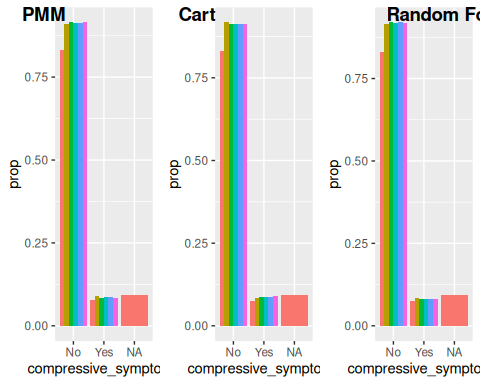 PMM
Cart
Random Fo
prop
0.75
0.50
0.25
0.00
No
Yes
NA
compressive_sympto
prop
0.75
0.50
0.25
0.00
No
Yes
NA
compressive_sympto
prop
0.75
0.50
0.25
0.00
No
Yes
NA
compressive_sympto